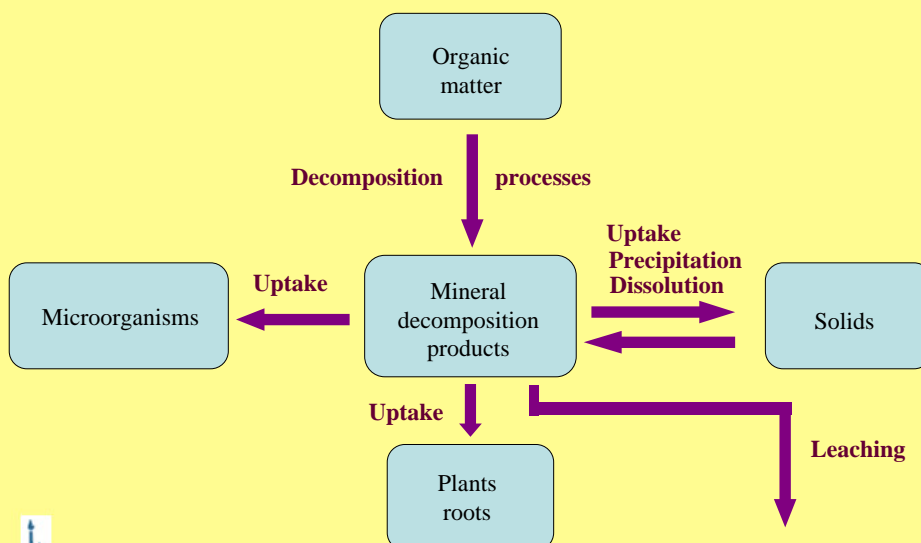 Organic
matter
Decomposition processes
Uptake
Precipitation
Dissolution
Uptake
Microorganisms
Mineral
decomposition
products
Solids
Uptake
Leaching
Plants
roots